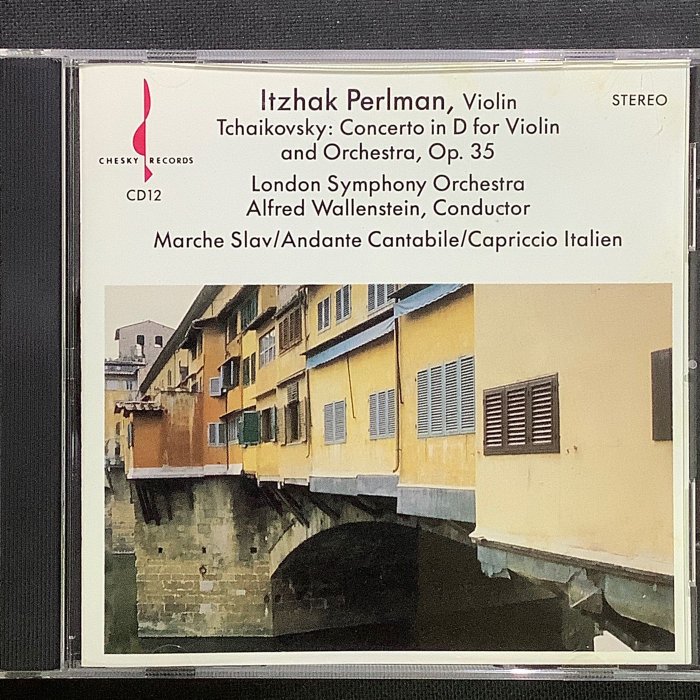 Itzhak Perlman, Violin
STEREO
Tchaikovsky: Concerto in D for Violin
and Orchestra, Op. 35
CHESKY RECORDS
CD12
London Symphony Orchestra
Alfred Wallenstein, Conductor
Marche Slav/Andante Cantabile/Capriccio Italien